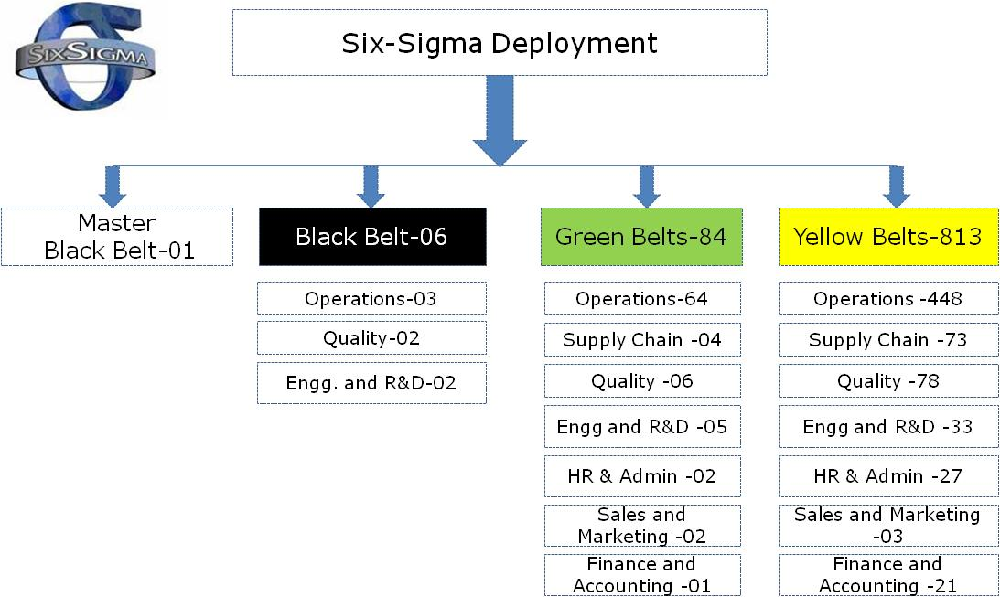 SIXSIGMA
Six-Sigma Deployment
Master
Black Belt-01
Black Belt-06
Green Belts-84
Yellow Belts-813
Operations-03
Quality-02
Engg. and R&D-02
Operations-64
Supply Chain -04
Quality -06
Engg and R&D -05
HR & Admin -02
Sales and
Marketing -02
Finance and
Accounting -01
Operations -448
Supply Chain -73
Quality -78
Engg and R&D -33
HR & Admin -27
Sales and Marketing
-03
Finance and
Accounting -21